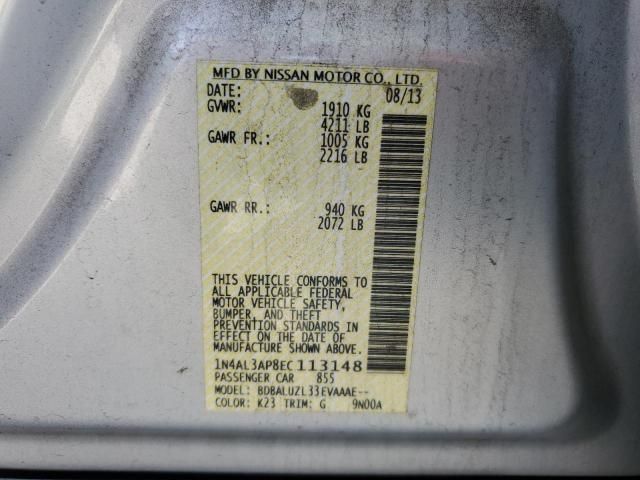 MFD BY NISSAN MOTOR CO., LTD.
DATE: 08/13
GVWR: 1910 KG
4211 LB
GAWR FR.: 1005 KG
2216 LB
GAWR RR.: 940 KG
2072 LB
THIS VEHICLE CONFORMS TO
ALL APPLICABLE FEDERAL
MOTOR VEHICLE SAFETY,
BUMPER, AND THEFT
PREVENTION STANDARDS IN
EFFECT ON THE DATE OF
MANUFACTURE SHOWN ABOVE.
1N4AL3AP8EC113148
PASSENGER CAR 855
MODEL: BDBALUZL33EVAAAE--
COLOR: K23 TRIM: G 9N00A